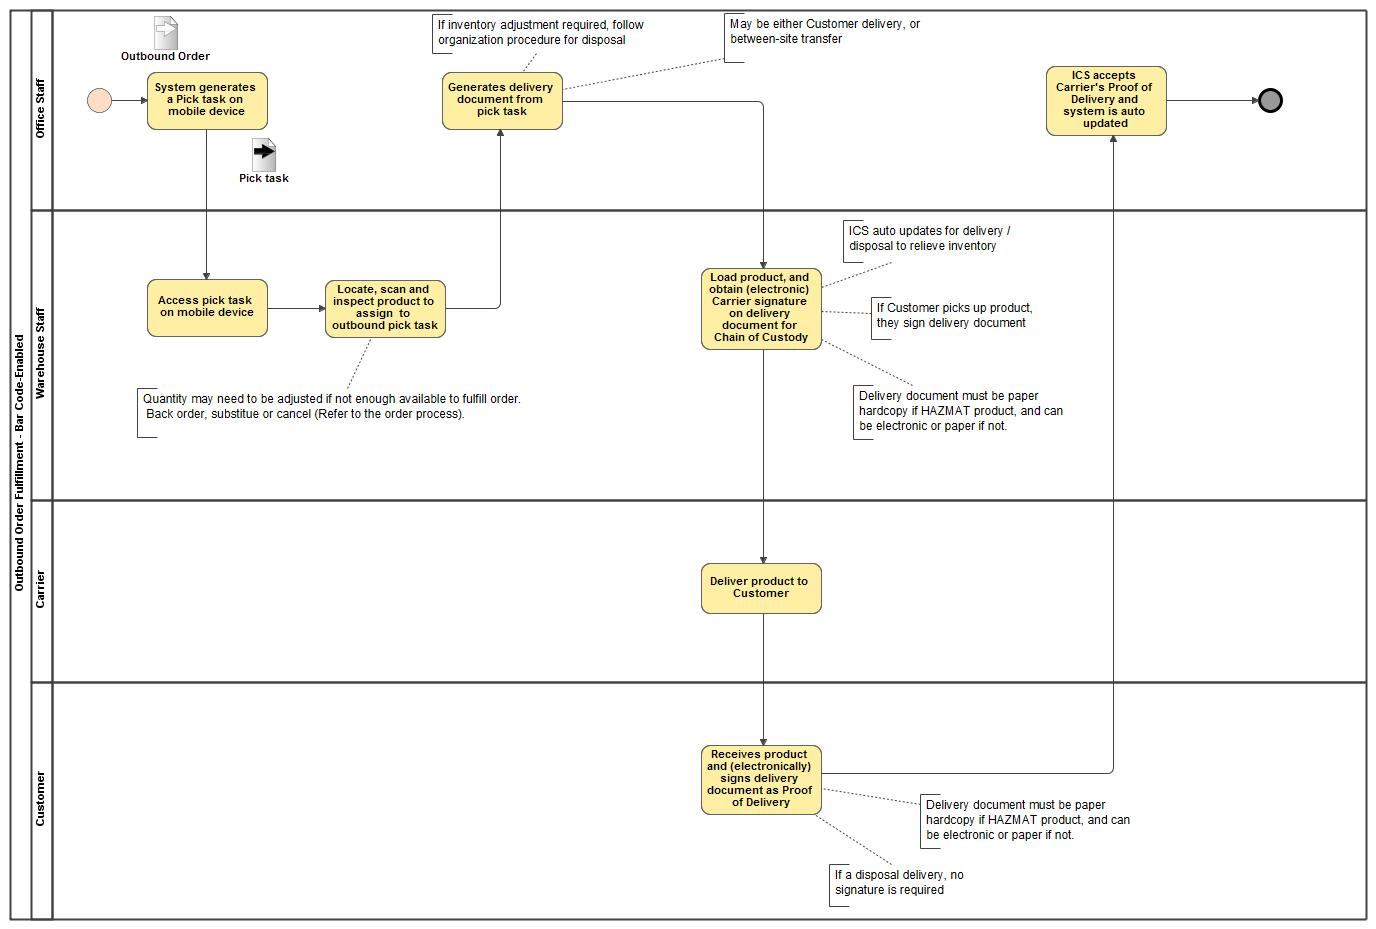 Outbound Order Fulfillment - Bar Code-Enabled
Office Staff
Outbound Order
System generates
a Pick task on
mobile device
Pick task
If inventory adjustment required, follow
organization procedure for disposal
May be either Customer delivery, or
between-site transfer
Generates delivery
document from
pick task
ICS accepts
Carrier's Proof of
Delivery and
system is auto
updated
Warehouse Staff
Access pick task
on mobile device
Locate, scan and
inspect product to
assign to
outbound pick task
Quantity may need to be adjusted if not enough available to fulfill order.
Back order, substitue or cancel (Refer to the order process).
Load product, and
obtain (electronic)
Carrier signature
on delivery
document for
Chain of Custody
ICS auto updates for delivery /
disposal to relieve inventory
If Customer picks up product,
they sign delivery document
Delivery document must be paper
hardcopy if HAZMAT product, and can
be electronic or paper if not.
Carrier
Deliver product to
Customer
Customer
Receives product
and (electronically)
signs delivery
document as Proof
of Delivery
Delivery document must be paper
hardcopy if HAZMAT product, and can
be electronic or paper if not.
If a disposal delivery, no
signature is required